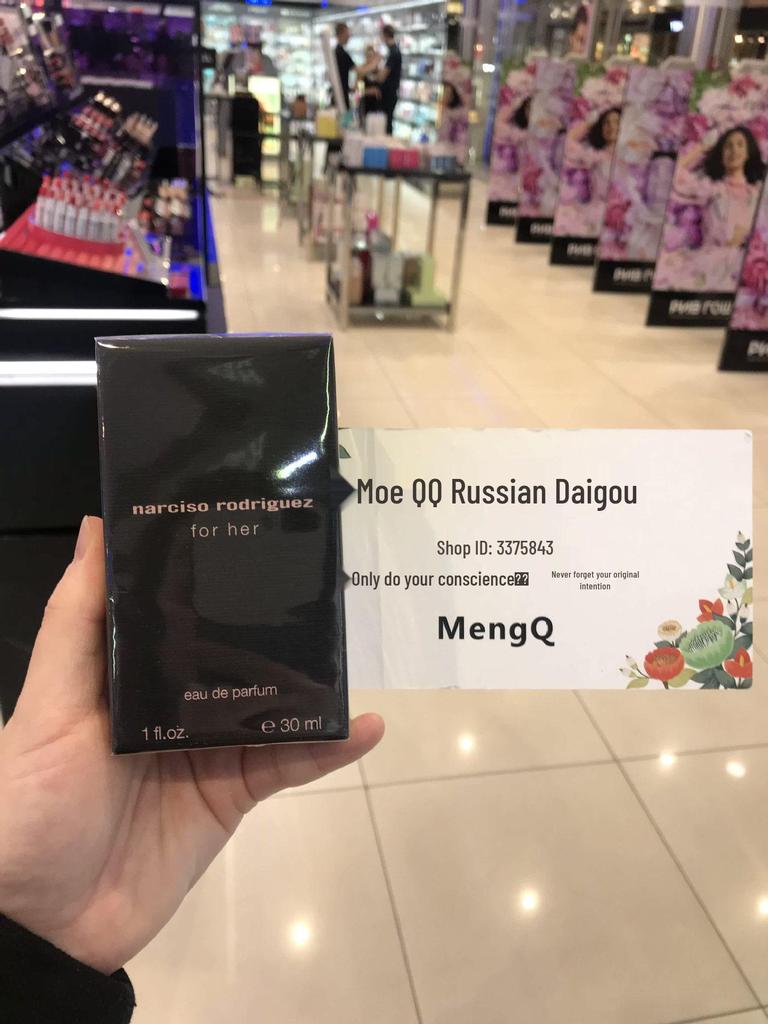 narciso rodriguez
for her
eau de parfum
1 fl.oz.
℮ 30 ml
Moe QQ Russian Daigou
Shop ID: 3375843
Only do your conscience⍰⍰
Never forget your original
intention
MengQ